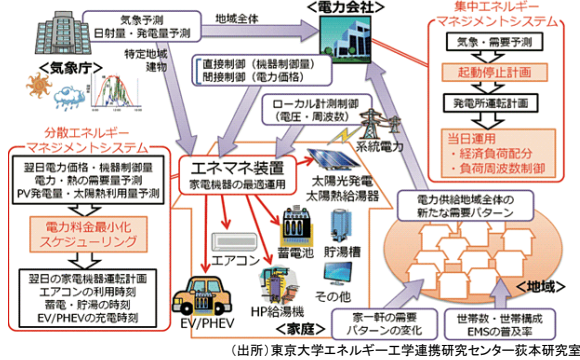 気象予測
日射量・発電量予測
地域全体
<電力会社>
集中エネルギー
マネジメントシステム
気象・需要予測
起動停止計画
発電所運転計画
当日運用
・経済負荷配分
・負荷周波数制御
<気象庁>
特定地域
建物
直接制御(機器制御量)
間接制御(電力価格)
ローカル計測制御
(電圧・周波数)
系統電力
分散エネルギー
マネジメントシステム
翌日電力価格・機器制御量
電力・熱の需要量予測
PV発電量・太陽熱利用量予測
電力料金最小化
スケジューリング
翌日の家電機器運転計画
エアコンの利用時刻
蓄電・貯湯の時刻
EV/PHEVの充電時刻
エネマネ装置
家電機器の最適運用
太陽光発電
太陽熱給湯器
エアコン
蓄電池
貯湯槽
EV/PHEV
HP給湯機
その他
<家庭>
電力供給地域全体の
新たな需要パターン
<地域>
家一軒の需要
パターンの変化
世帯数・世帯構成
EMSの普及率
(出所)東京大学エネルギー工学連携研究センター荻本研究室